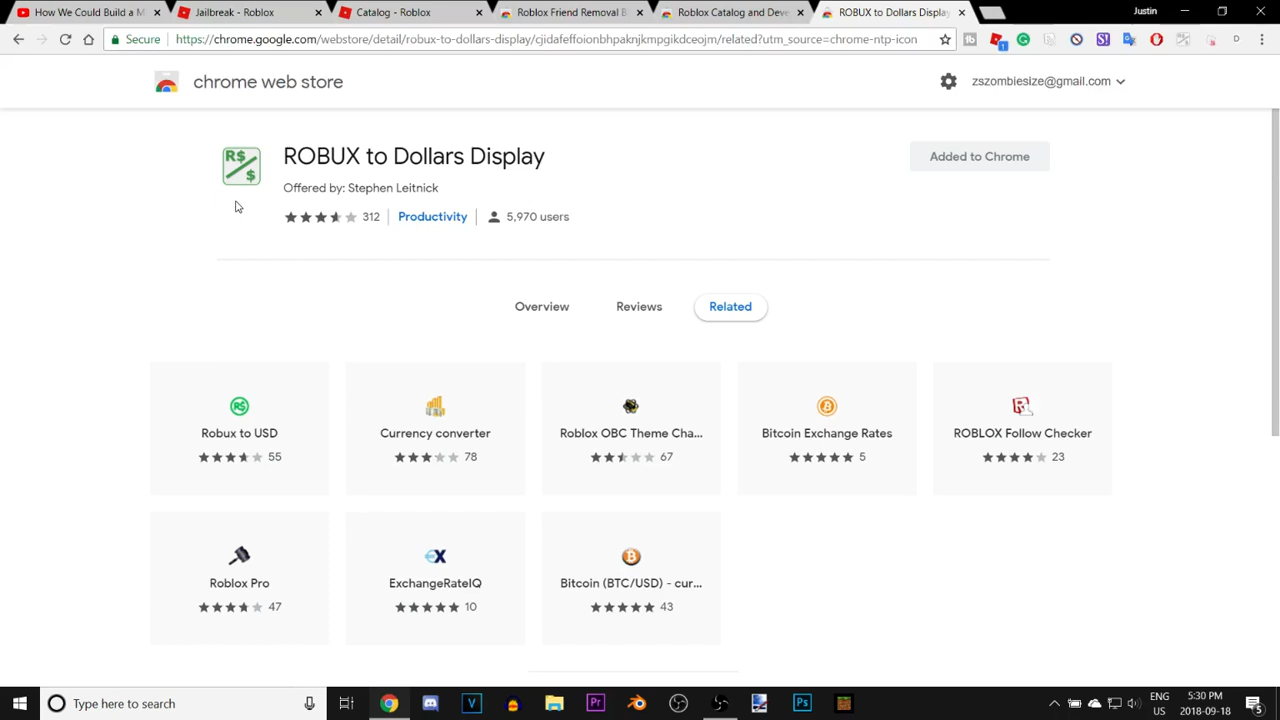 How We Could Build a M
Jailbreak - Roblox
Catalog - Roblox
Roblox Friend Removal B
Roblox Catalog and Deve
ROBUX to Dollars Display
Justin
Secure
https://chrome.google.com/webstore/detail/robux-to-dollars-display/cjidafeffoionbhpaknjkmpgikdceojm/related?utm_source=chrome-ntp-icon
chrome web store
zszombiesize@gmail.com
R$
$
ROBUX to Dollars Display
Added to Chrome
Offered by: Stephen Leitnick
312
Productivity
5,970 users
Overview
Reviews
Related
Robux to USD
Currency converter
Roblox OBC Theme Cha...
Bitcoin Exchange Rates
ROBLOX Follow Checker
55
78
67
5
23
Roblox Pro
ExchangeRateIQ
Bitcoin (BTC/USD) - cur...
47
10
43
Type here to search
ENG
US
5:30 PM
2018-09-18
5